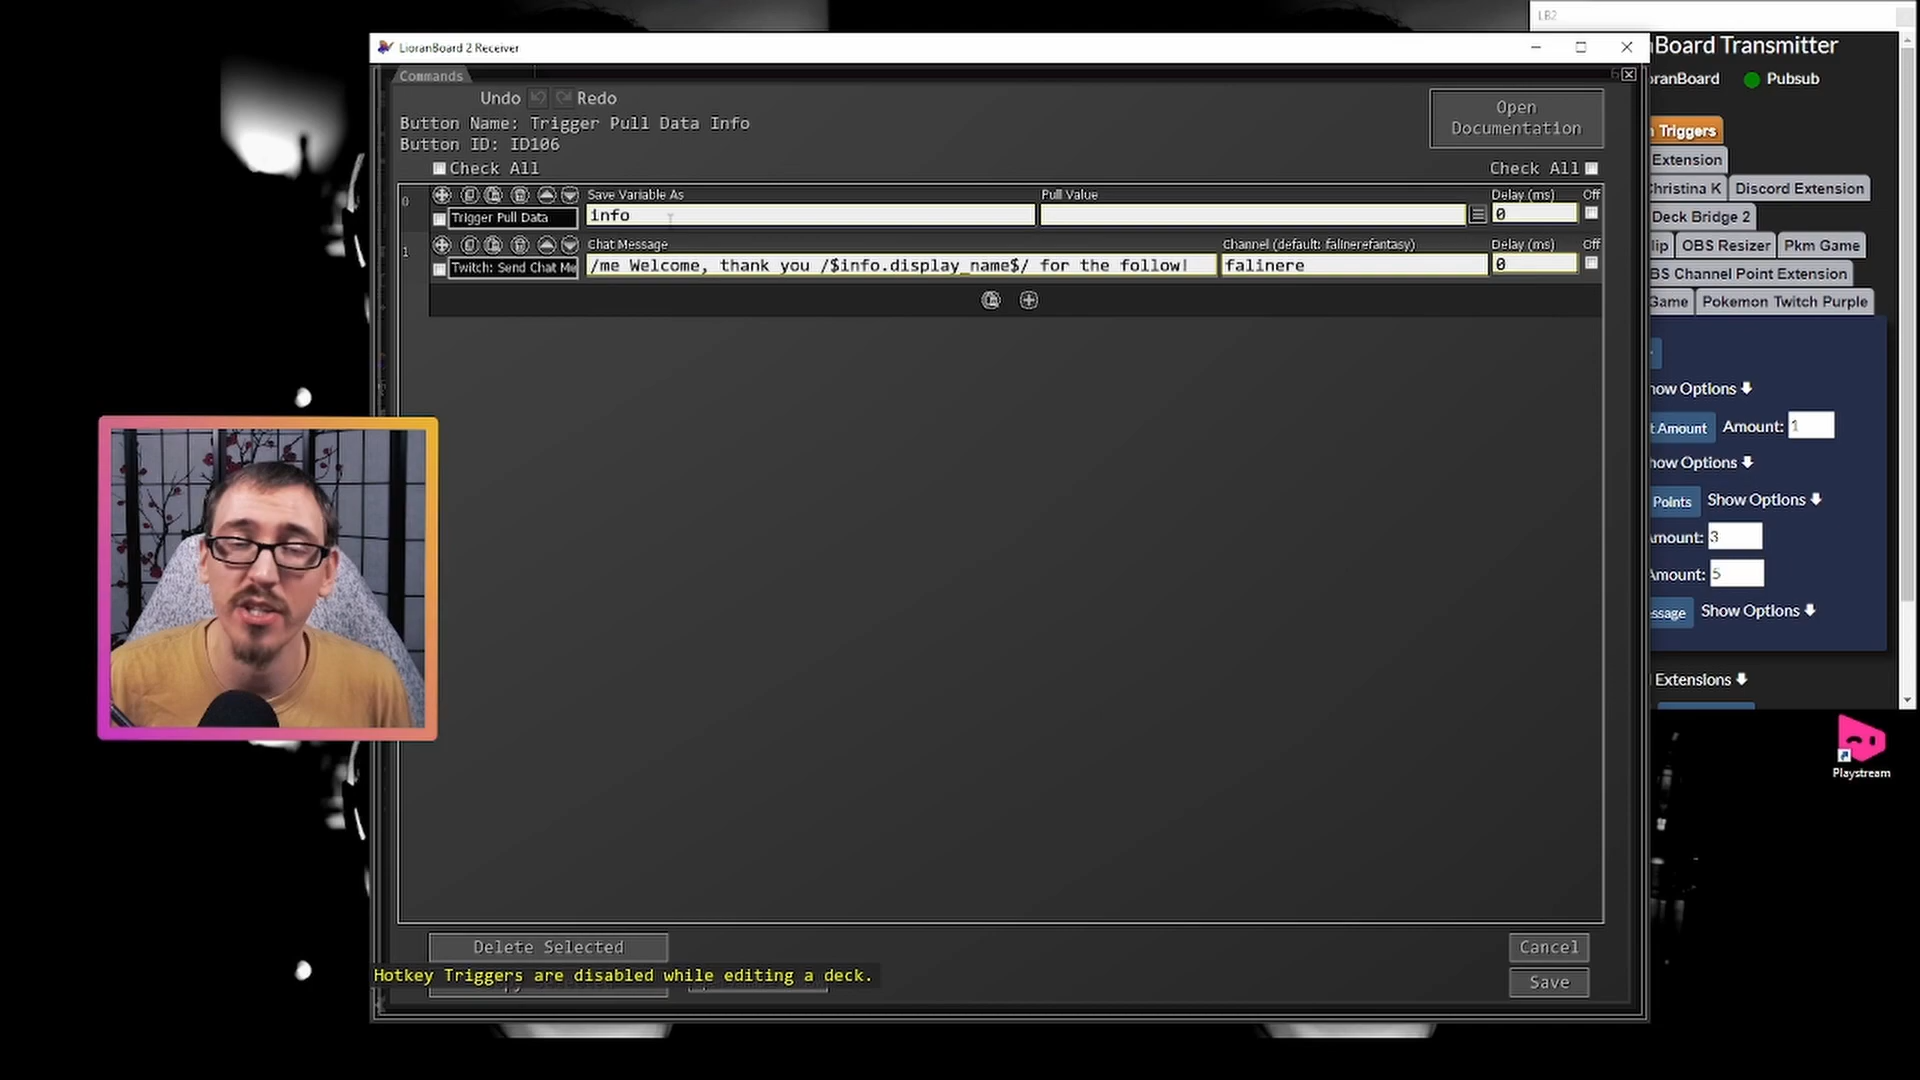 LioranBoard 2 Receiver
Commands
Undo Redo
Button Name: Trigger Pull Data Info
Button ID: ID106
Open
Documentation
Check All
Check All
0
Save Variable As
Pull Value
Delay (ms)
Off
Trigger Pull Data
info
0
1
Chat Message
Channel (default: falinerefantasy)
Delay (ms)
Off
Twitch: Send Chat Me
/me Welcome, thank you /$info.display_name$/ for the follow!
falinere
0
Delete Selected
Cancel
Hotkey Triggers are disabled while editing a deck.
Save
LB2
Board Transmitter
oranBoard
Pubsub
Triggers
Extension
Christina K
Discord Extension
Deck Bridge 2
lip
OBS Resizer
Pkm Game
BS Channel Point Extension
Game
Pokemon Twitch Purple
how Options
t Amount
Amount: 1
how Options
Points
Show Options
mount: 3
Amount: 5
ssage
Show Options
Extensions
Playstream